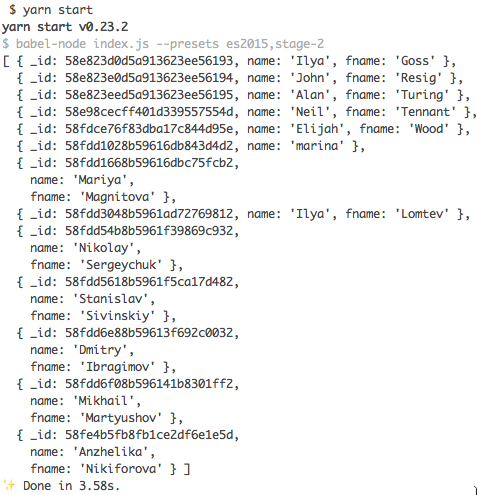 $ yarn start
yarn start v0.23.2
$ babel-node index.js --presets es2015,stage-2
[ { _id: 58e823d0d5a913623ee56193, name: 'Ilya', fname: 'Goss' },
{ _id: 58e823e0d5a913623ee56194, name: 'John', fname: 'Resig' },
{ _id: 58e823eed5a913623ee56195, name: 'Alan', fname: 'Turing' },
{ _id: 58e98cecff401d339557554d, name: 'Neil', fname: 'Tennant' },
{ _id: 58fdce76f83dba17c844d95e, name: 'Elijah', fname: 'Wood' },
{ _id: 58fdd1028b59616db843d4d2, name: 'marina' },
{ _id: 58fdd1668b59616dbc75fcb2,
name: 'Mariya',
fname: 'Magnitova' },
{ _id: 58fdd3048b5961ad72769812, name: 'Ilya', fname: 'Lomtev' },
{ _id: 58fdd54b8b5961f39869c932,
name: 'Nikolay',
fname: 'Sergeychuk' },
{ _id: 58fdd5618b5961f5ca17d482,
name: 'Stanislav',
fname: 'Sivinskiy' },
{ _id: 58fdd6e88b59613f692c0032,
name: 'Dmitry',
fname: 'Ibragimov' },
{ _id: 58fdd6f08b596141b8301ff2,
name: 'Mikhail',
fname: 'Martyushov' },
{ _id: 58fe4b5fb8fb1ce2df6e1e5d,
name: 'Anzhelika',
fname: 'Nikiforova' } ]
✨ Done in 3.58s.